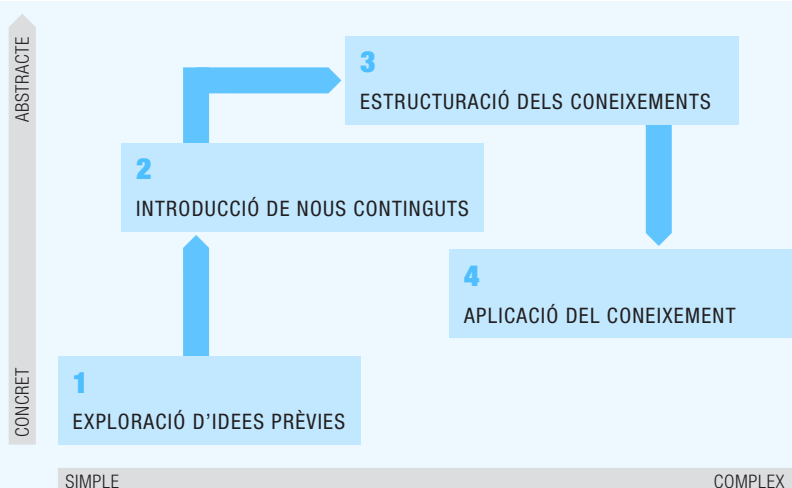 ABSTRACTE
3
ESTRUCTURACIÓ DELS CONEIXEMENTS
2
INTRODUCCIÓ DE NOUS CONTINGUTS
4
APLICACIÓ DEL CONEIXEMENT
CONCRET
1
EXPLORACIÓ D'IDEES PRÈVIES
SIMPLE
COMPLEX